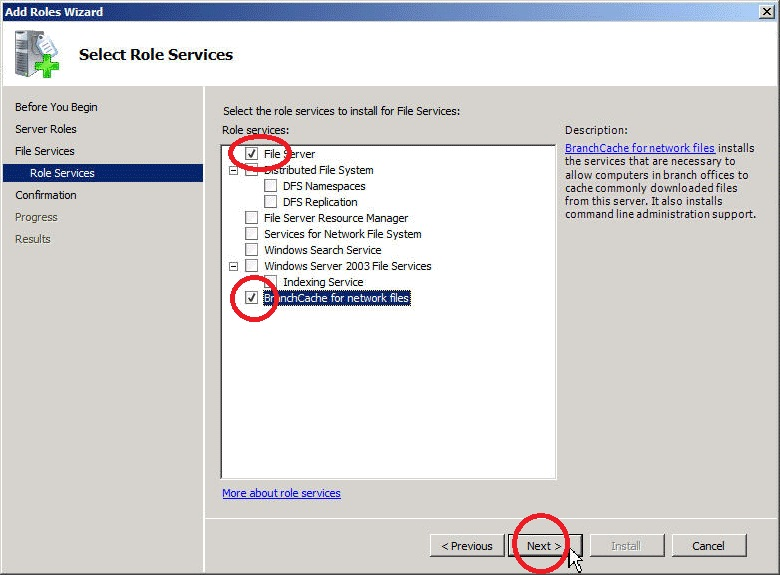 Add Roles Wizard
Select Role Services
Before You Begin
Server Roles
File Services
Role Services
Confirmation
Progress
Results
Select the role services to install for File Services:
Role services:
File Server
Distributed File System
DFS Namespaces
DFS Replication
File Server Resource Manager
Services for Network File System
Windows Search Service
Windows Server 2003 File Services
Indexing Service
BranchCache for network files
More about role services
Description:
BranchCache for network files installs
the services that are necessary to
allow computers in branch offices to
cache commonly downloaded files
from this server. It also installs
command line administration support.
< Previous
Next >
Install
Cancel